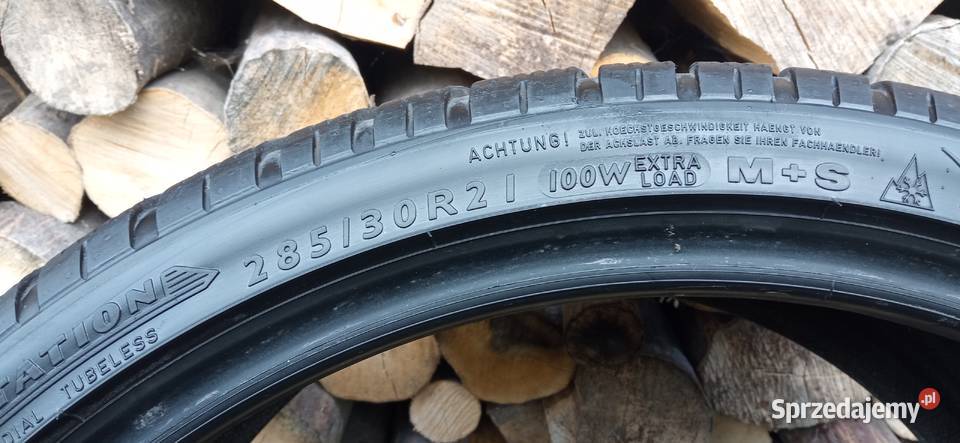 ACHTUNG! ZUL. HOECHSTGESCHWINDIGKEIT HAENGT VON
DER ACHSLAST AB. FRAGEN SIE IHREN FACHHAENDLER!
285/30R21 100W EXTRA LOAD M+S
TUBELESS
Sprzedajemy.pl